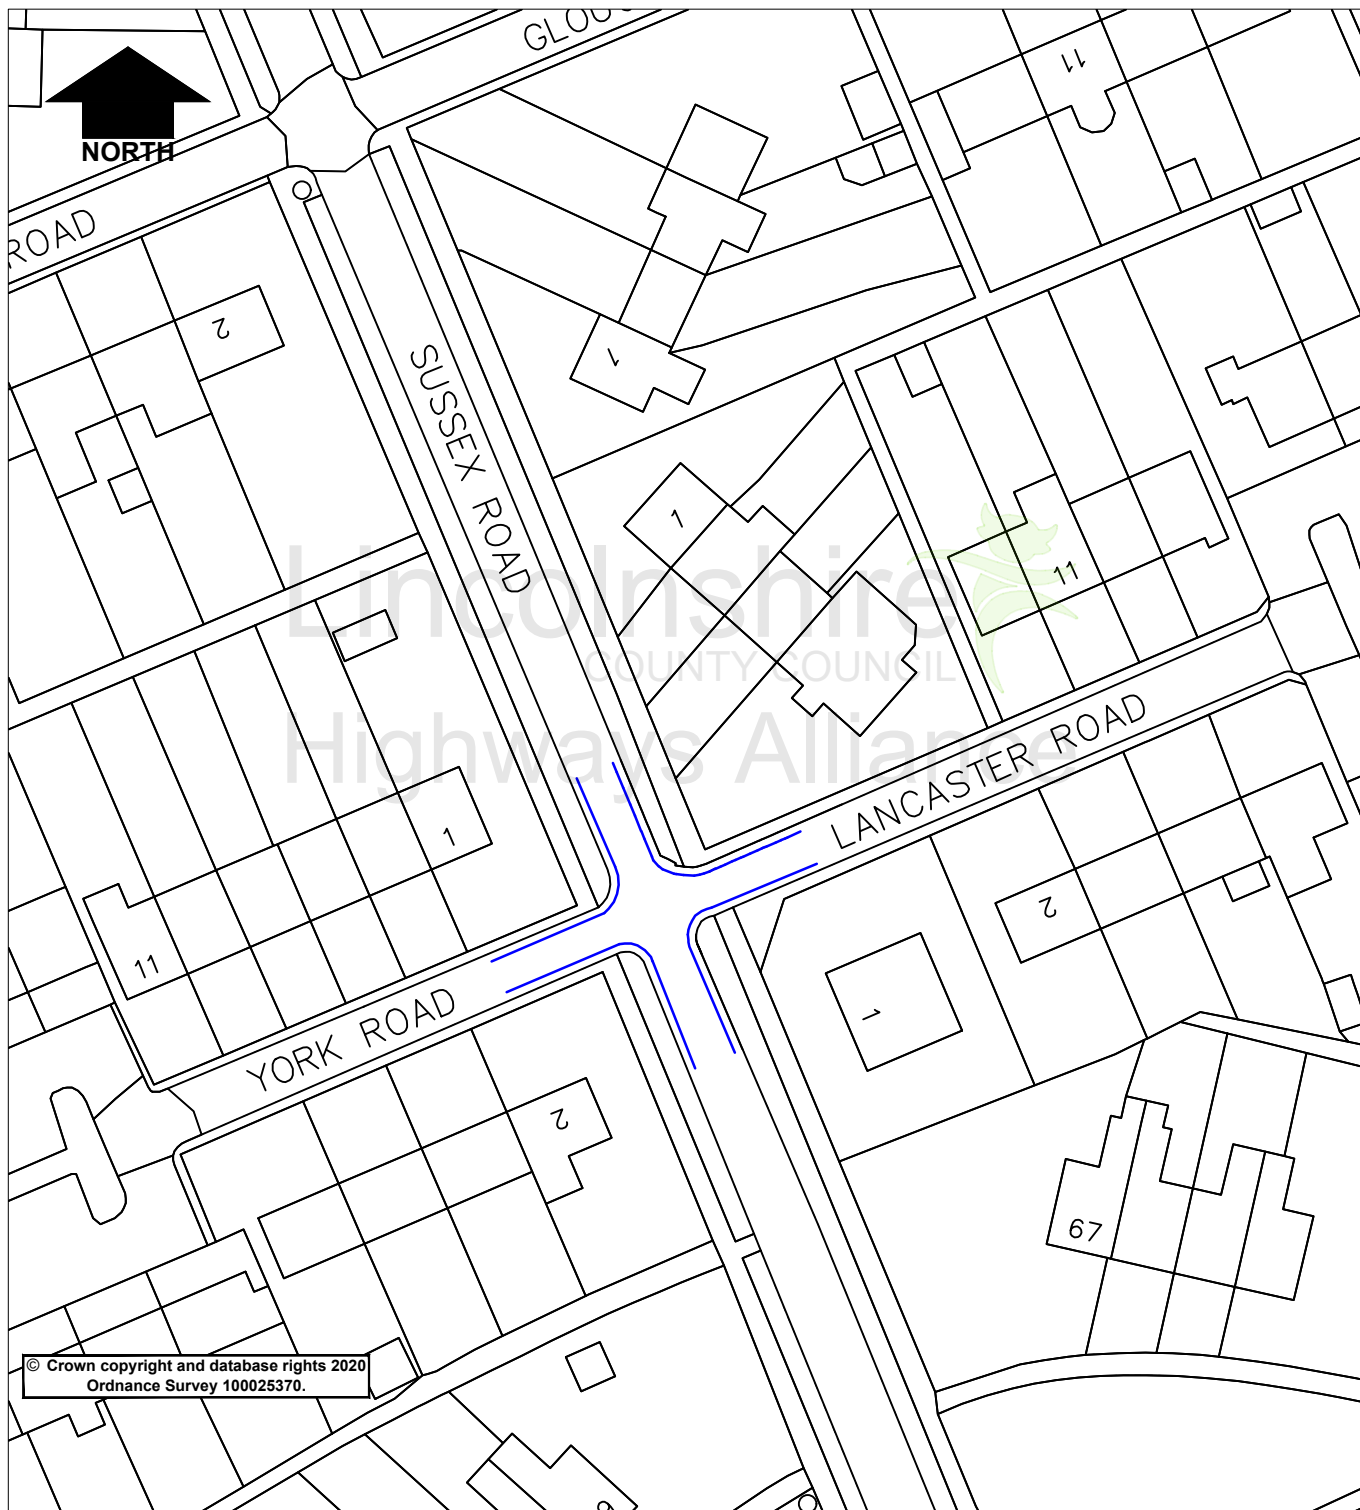 GLOUC
11
NORTH
ROAD
2
1
SUSSEX ROAD
1
Lincolnshire
11
COUNTY COUNCIL
Highways Alliance
LANCASTER ROAD
1
2
11
YORK ROAD
1
2
67
© Crown copyright and database rights 2020
Ordnance Survey 100025370.